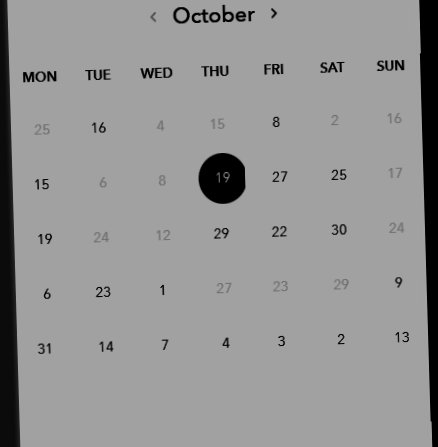 ‹ October ›
MON TUE WED THU FRI SAT SUN
25 16 4 15 8 2 16
15 6 8 19 27 25 17
19 24 12 29 22 30 24
6 23 1 27 23 29 9
31 14 7 4 3 2 13